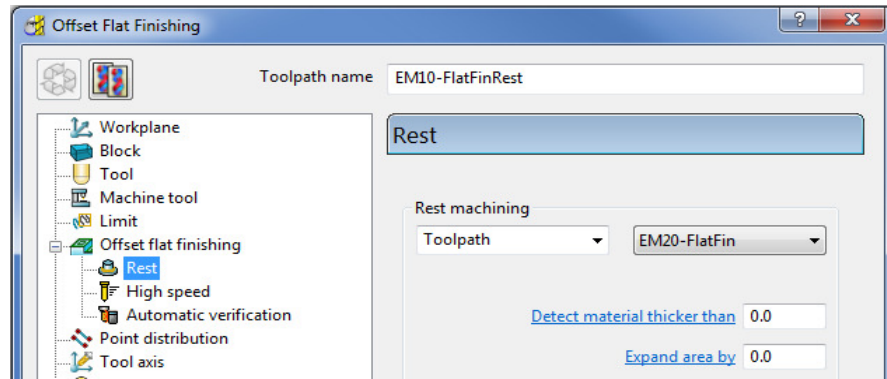 Offset Flat Finishing
?
X
Toolpath name
EM10-FlatFinRest
Workplane
Block
Tool
Machine tool
Limit
Offset flat finishing
Rest
High speed
Automatic verification
Point distribution
Tool axis
Rest
Rest machining
Toolpath
EM20-FlatFin
Detect material thicker than 0.0
Expand area by 0.0